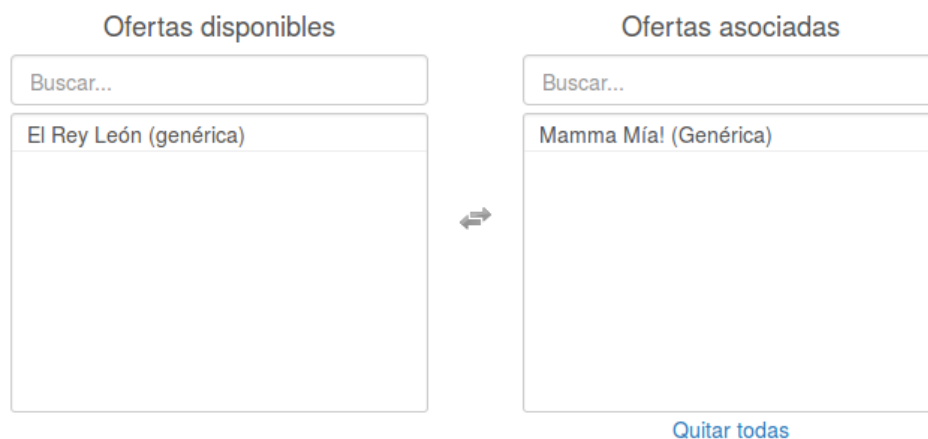 Ofertas disponibles
Buscar...
El Rey León (genérica)
Ofertas asociadas
Buscar...
Mamma Mía! (Genérica)
Quitar todas